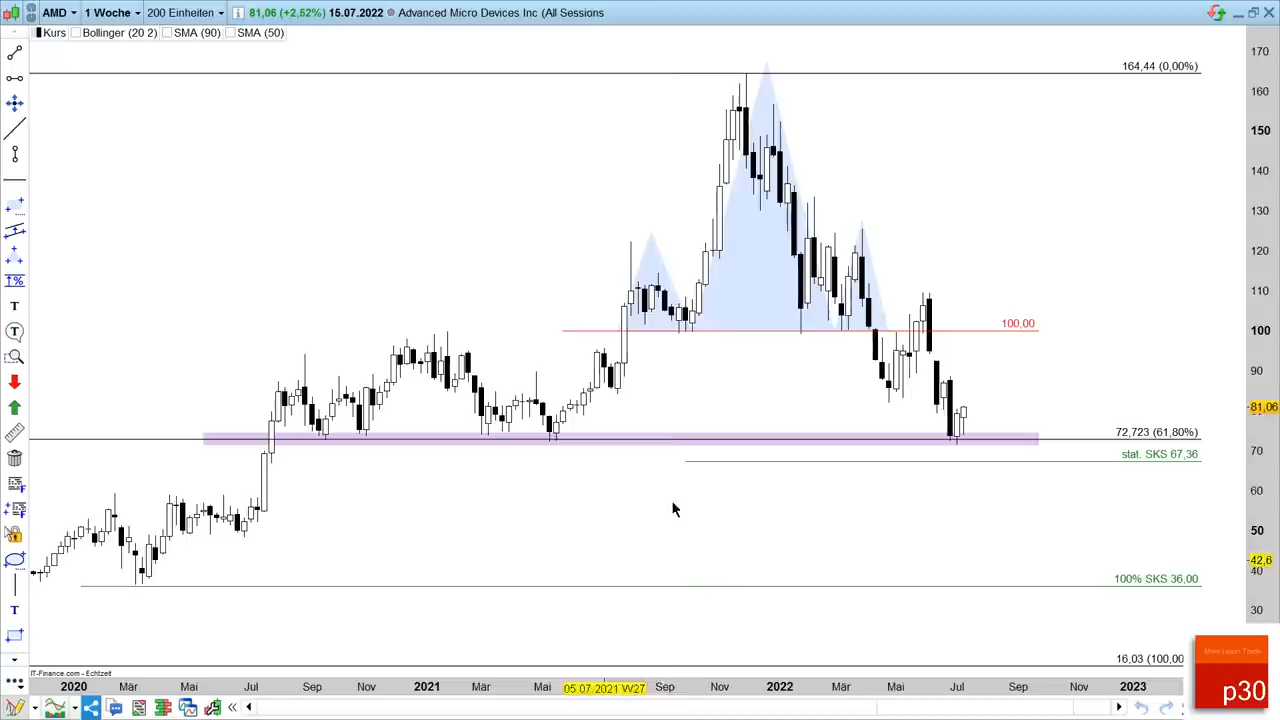 AMD 1 Woche 200 Einheiten 81,06 (+2,52%) 15.07.2022 Advanced Micro Devices Inc (All Sessions
Kurs Bollinger (20 2) SMA (90) SMA (50)
170
164,44 (0,00%)
160
150
140
130
120
110
100,00
100
90
81,06
72,723 (61,80%)
70
stat. SKS 67,36
60
50
42,6
40
100% SKS 36,00
30
16,03 (100,00
IT-Finance.com - Echtzeit
2020 Mär Mai Jul Sep Nov 2021 Mär Mai 05.07.2021 W27 Sep Nov 2022 Mär Mai Jul Sep Nov 2023
p30